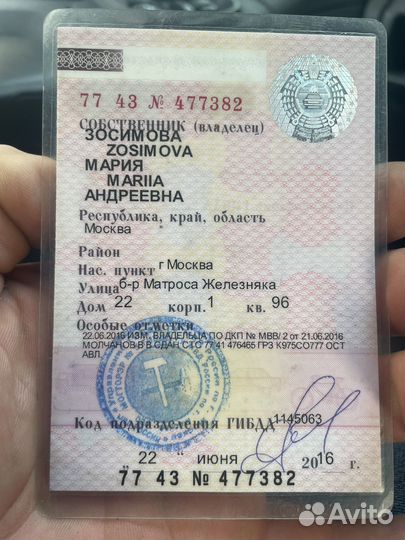 77 43 № 477382
СОБСТВЕННИК (владелец)
ЗОСИМОВА
ZOSIMOVA
МАРИЯ
MARIIA
АНДРЕЕВНА
Республика, край, область
Москва
Район
Нас. пункт г Москва
Улица б-р Матроса Железняка
Дом 22 корп. 1 кв. 96
Особые отметки
22.06.2016 ИЗМ. ВЛАДЕЛЬЦА ПО ДКП № МВВ/ 2 от 21.06.2016
МОЛЧАНОВ В В СДАН СТС 77 41 476465 ГРЗ К975СО777 ОСТ
АВЛ.
Код подразделения ГИБДД 1145063
22 " июня 2016 г.
77 43 № 477382
Avito